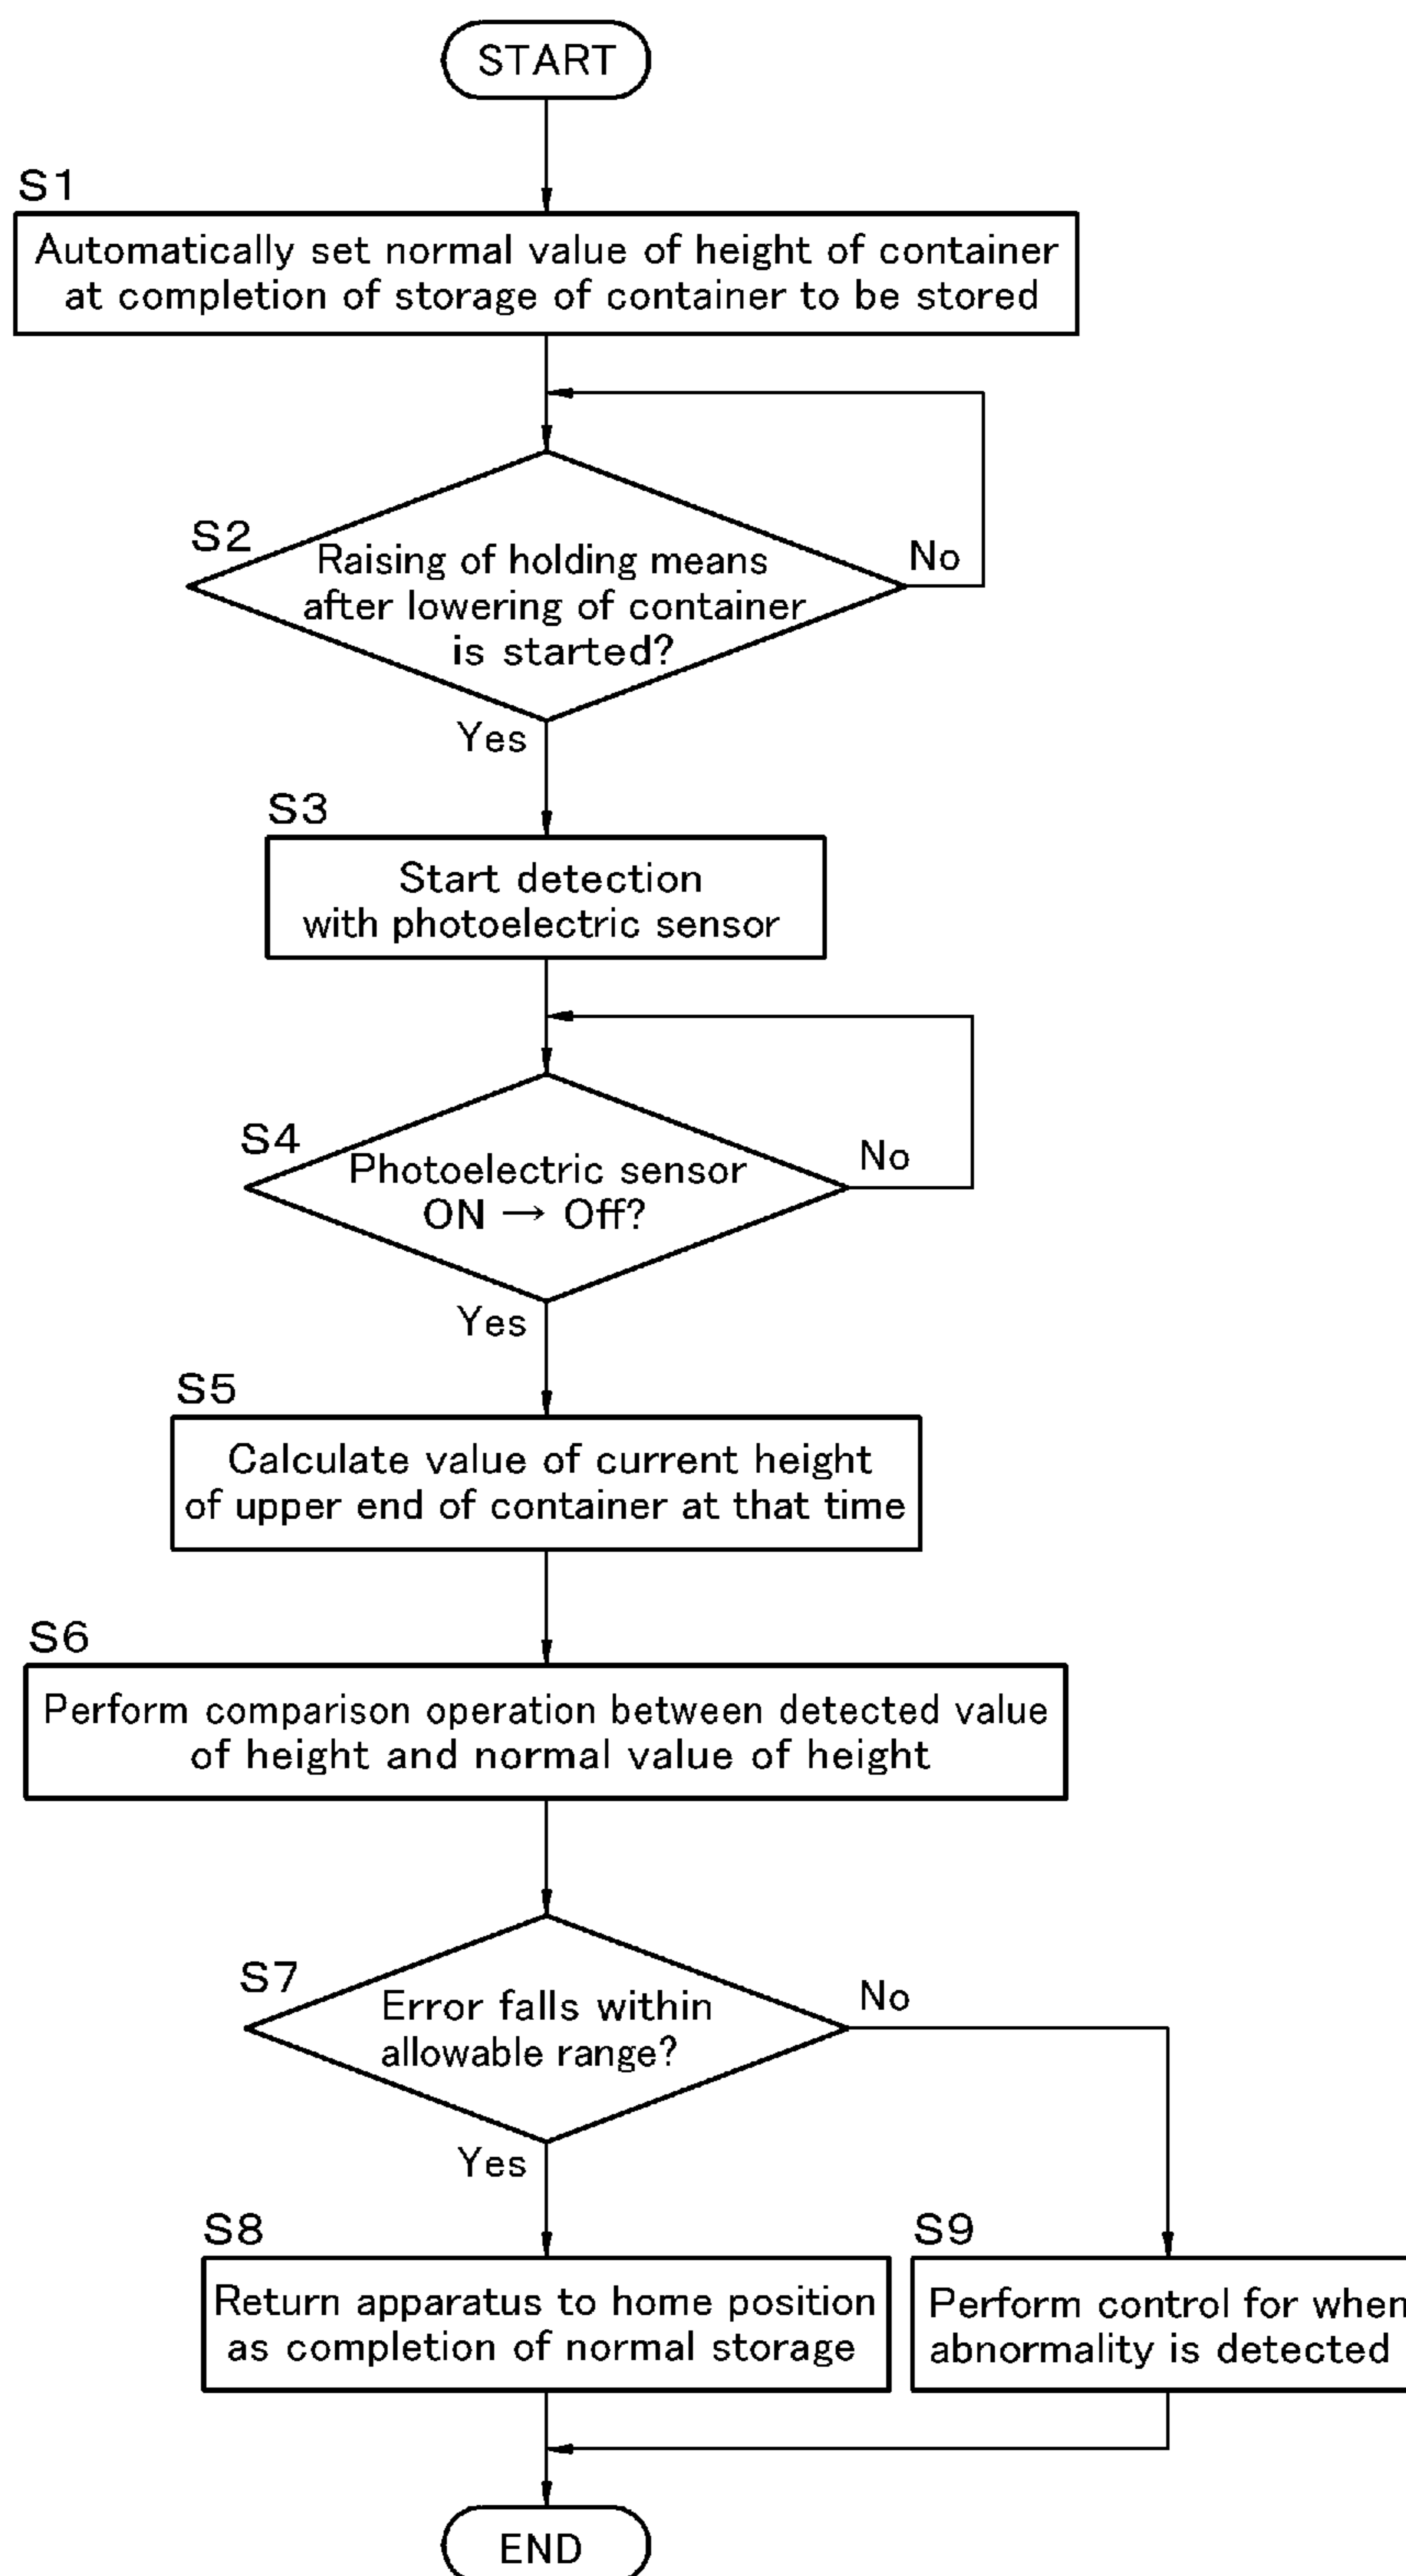 START
S1
Automatically set normal value of height of container
at completion of storage of container to be stored
S2
Raising of holding means
after lowering of container
is started?
No
Yes
S3
Start detection
with photoelectric sensor
S4
Photoelectric sensor
ON → Off?
No
Yes
S5
Calculate value of current height
of upper end of container at that time
S6
Perform comparison operation between detected value
of height and normal value of height
S7
Error falls within
allowable range?
No
Yes
S8
Return apparatus to home position
as completion of normal storage
S9
Perform control for when
abnormality is detected
END